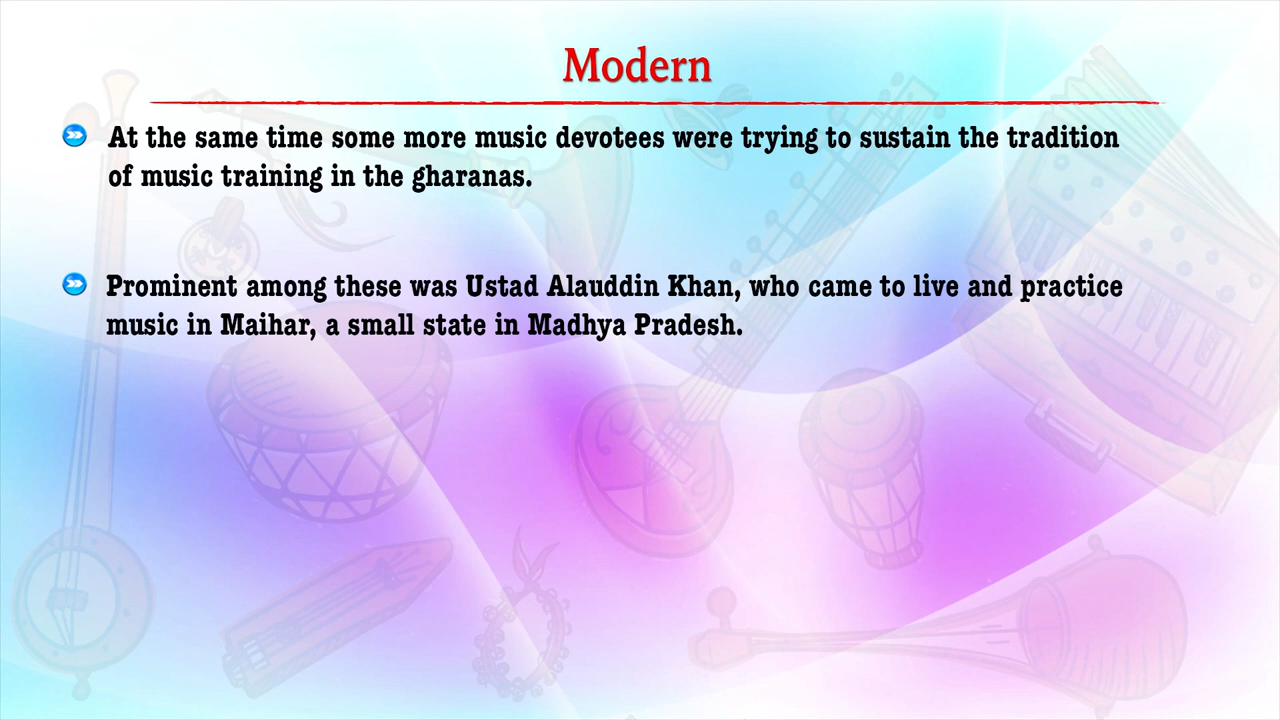 Modern
At the same time some more music devotees were trying to sustain the tradition
of music training in the gharanas.
Prominent among these was Ustad Alauddin Khan, who came to live and practice
music in Maihar, a small state in Madhya Pradesh.